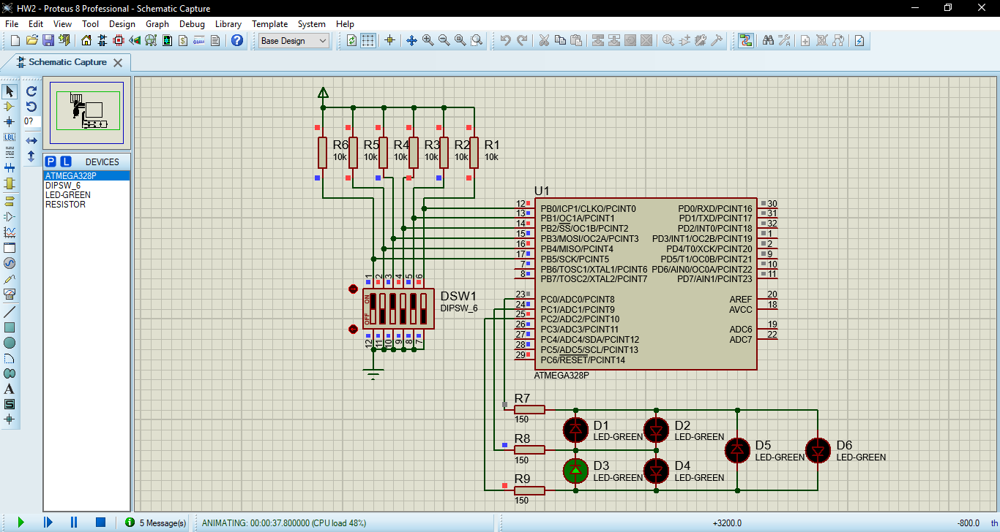 HW2 - Proteus 8 Professional - Schematic Capture
File Edit View Tool Design Graph Debug Library Template System Help
Base Design
Schematic Capture
0?
P L DEVICES
ATMEGA328P
DIPSW_6
LED-GREEN
RESISTOR
LBL
A
S
R6
10k
R5
10k
R4
10k
R3
10k
R2
10k
R1
10k
U1
12 PB0/ICP1/CLKO/PCINT0
13 PB1/OC1A/PCINT1
14 PB2/SS/OC1B/PCINT2
15 PB3/MOSI/OC2A/PCINT3
16 PB4/MISO/PCINT4
17 PB5/SCK/PCINT5
7 PB6/TOSC1/XTAL1/PCINT6
8 PB7/TOSC2/XTAL2/PCINT7
23 PC0/ADC0/PCINT8
24 PC1/ADC1/PCINT9
25 PC2/ADC2/PCINT10
26 PC3/ADC3/PCINT11
27 PC4/ADC4/SDA/PCINT12
28 PC5/ADC5/SCL/PCINT13
29 PC6/RESET/PCINT14
PD0/RXD/PCINT16 30
PD1/TXD/PCINT17 31
PD2/INT0/PCINT18 32
PD3/INT1/OC2B/PCINT19 1
PD4/T0/XCK/PCINT20 2
PD5/T1/OC0B/PCINT21 9
PD6/AIN0/OC0A/PCINT22 10
PD7/AIN1/PCINT23 11
AREF 20
AVCC 18
ADC6 19
ADC7 22
ATMEGA328P
1 2 3 4 5 6
ON
OFF
DSW1
DIPSW_6
12 11 10 9 8 7
R7
150
R8
150
R9
150
D1
LED-GREEN
D2
LED-GREEN
D3
LED-GREEN
D4
LED-GREEN
D5
LED-GREEN
D6
LED-GREEN
5 Message(s)
ANIMATING: 00:00:37.800000 (CPU load 48%)
+3200.0
-800.0
th